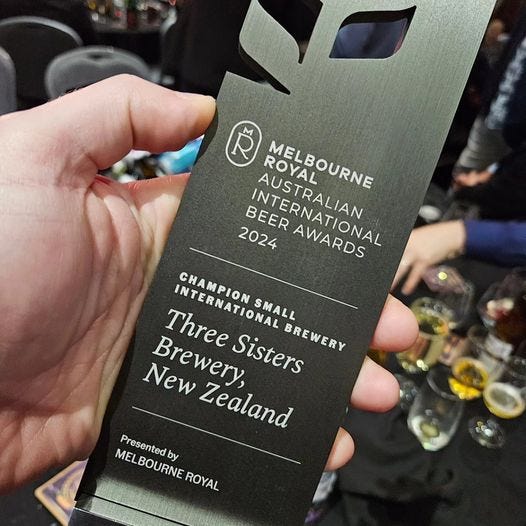 MR
MELBOURNE
ROYAL
AUSTRALIAN
INTERNATIONAL
BEER AWARDS
2024
CHAMPION SMALL
INTERNATIONAL BREWERY
Three Sisters
Brewery,
New Zealand
Presented by
MELBOURNE ROYAL